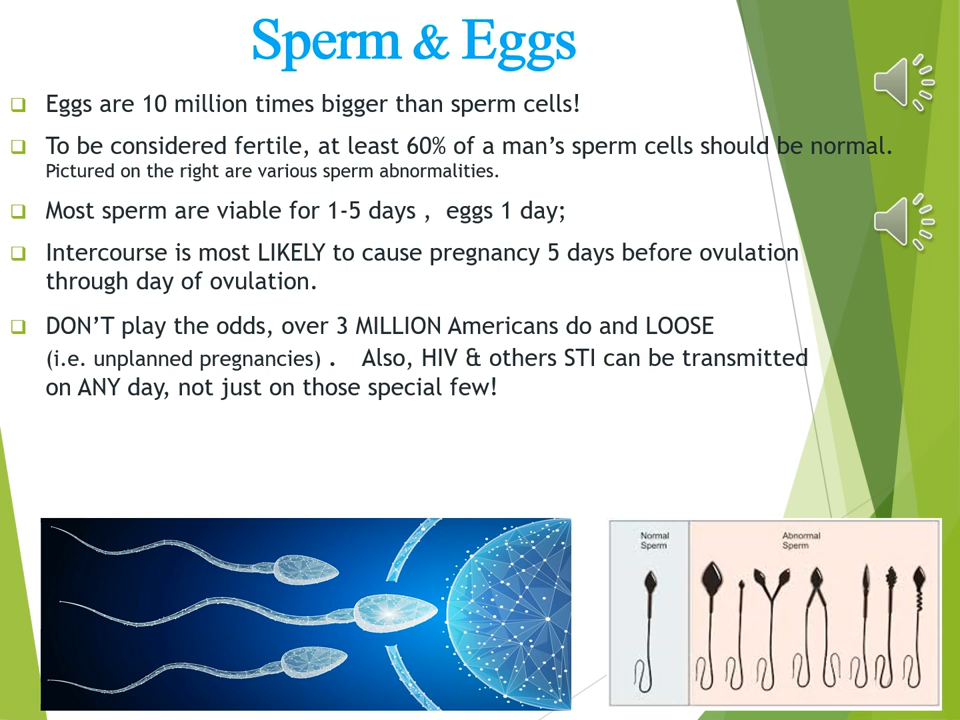 Sperm & Eggs
Eggs are 10 million times bigger than sperm cells!
To be considered fertile, at least 60% of a man’s sperm cells should be normal.
Pictured on the right are various sperm abnormalities.
Most sperm are viable for 1-5 days , eggs 1 day;
Intercourse is most LIKELY to cause pregnancy 5 days before ovulation
through day of ovulation.
DON’T play the odds, over 3 MILLION Americans do and LOOSE
(i.e. unplanned pregnancies) . Also, HIV & others STI can be transmitted
on ANY day, not just on those special few!
Normal
Sperm
Abnormal
Sperm